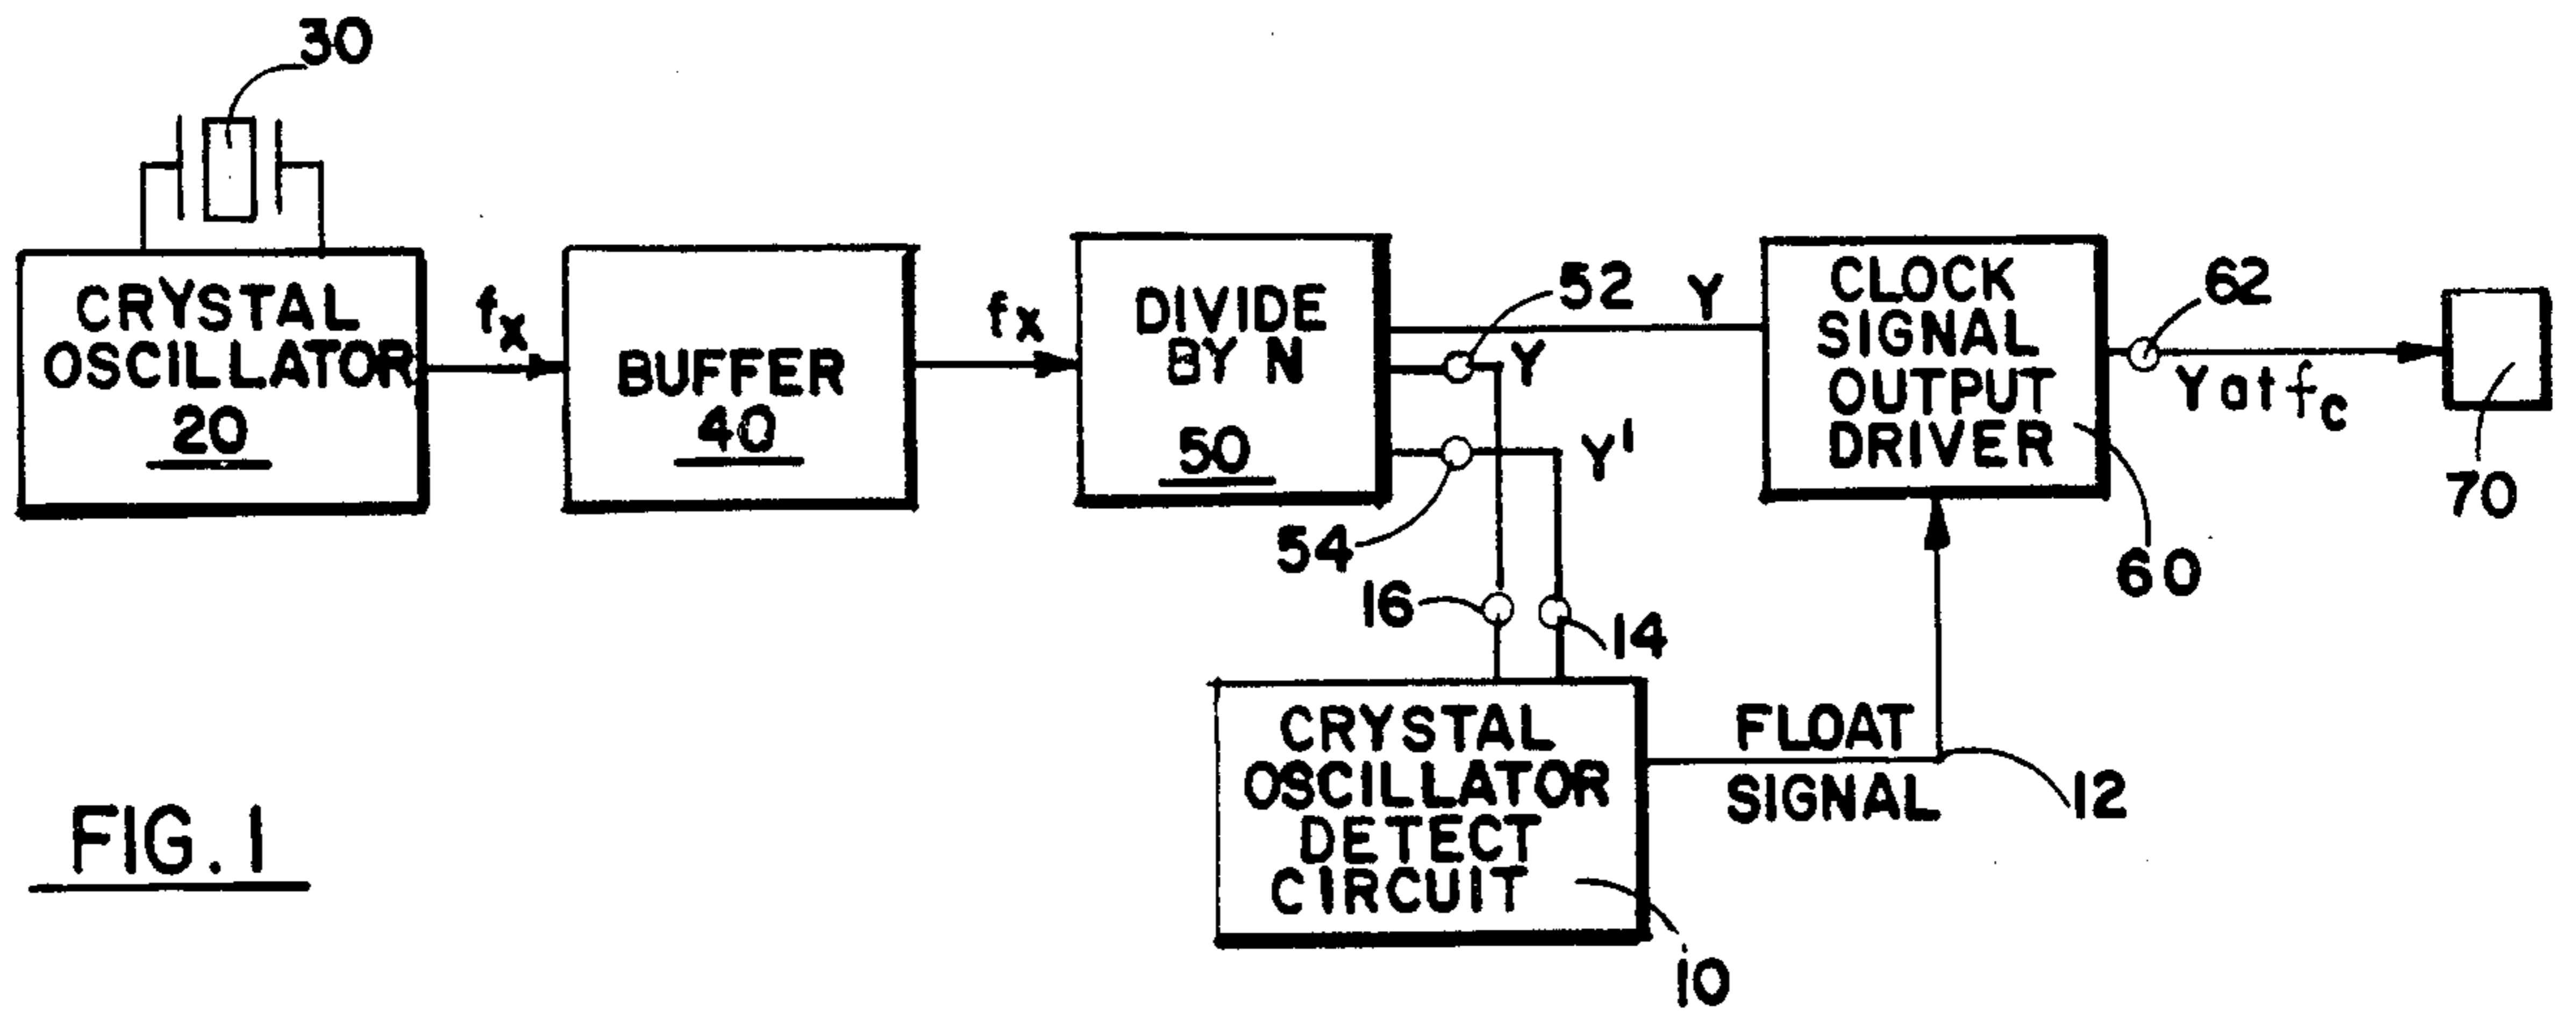 30
CRYSTAL
OSCILLATOR
20
fx
BUFFER
40
fx
DIVIDE
BY N
50
52
Y
Y
Y'
54
16
14
CLOCK
SIGNAL
OUTPUT
DRIVER
60
62
Y at fc
70
CRYSTAL
OSCILLATOR
DETECT
CIRCUIT
10
FLOAT
SIGNAL
12
FIG. 1